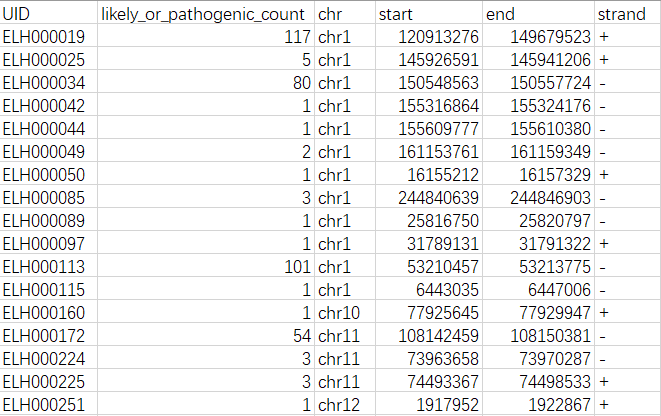 UID likely_or_pathogenic_count chr start end strand
ELH000019 117 chr1 120913276 149679523 +
ELH000025 5 chr1 145926591 145941206 +
ELH000034 80 chr1 150548563 150557724 -
ELH000042 1 chr1 155316864 155324176 -
ELH000044 1 chr1 155609777 155610380 -
ELH000049 2 chr1 161153761 161159349 -
ELH000050 1 chr1 16155212 16157329 +
ELH000085 3 chr1 244840639 244846903 -
ELH000089 1 chr1 25816750 25820797 -
ELH000097 1 chr1 31789131 31791322 +
ELH000113 101 chr1 53210457 53213775 -
ELH000115 1 chr1 6443035 6447006 -
ELH000160 1 chr10 77925645 77929947 +
ELH000172 54 chr11 108142459 108150381 -
ELH000224 3 chr11 73963658 73970287 -
ELH000225 3 chr11 74493367 74498533 +
ELH000251 1 chr12 1917952 1922867 +